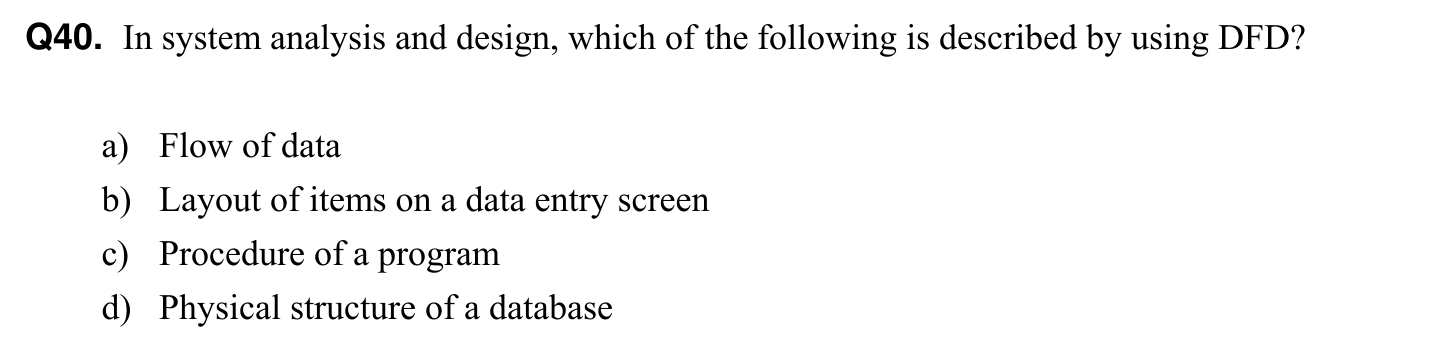 Q40. In system analysis and design, which of the following is described by using DFD?
a) Flow of data
b) Layout of items on a data entry screen
c) Procedure of a program
d) Physical structure of a database